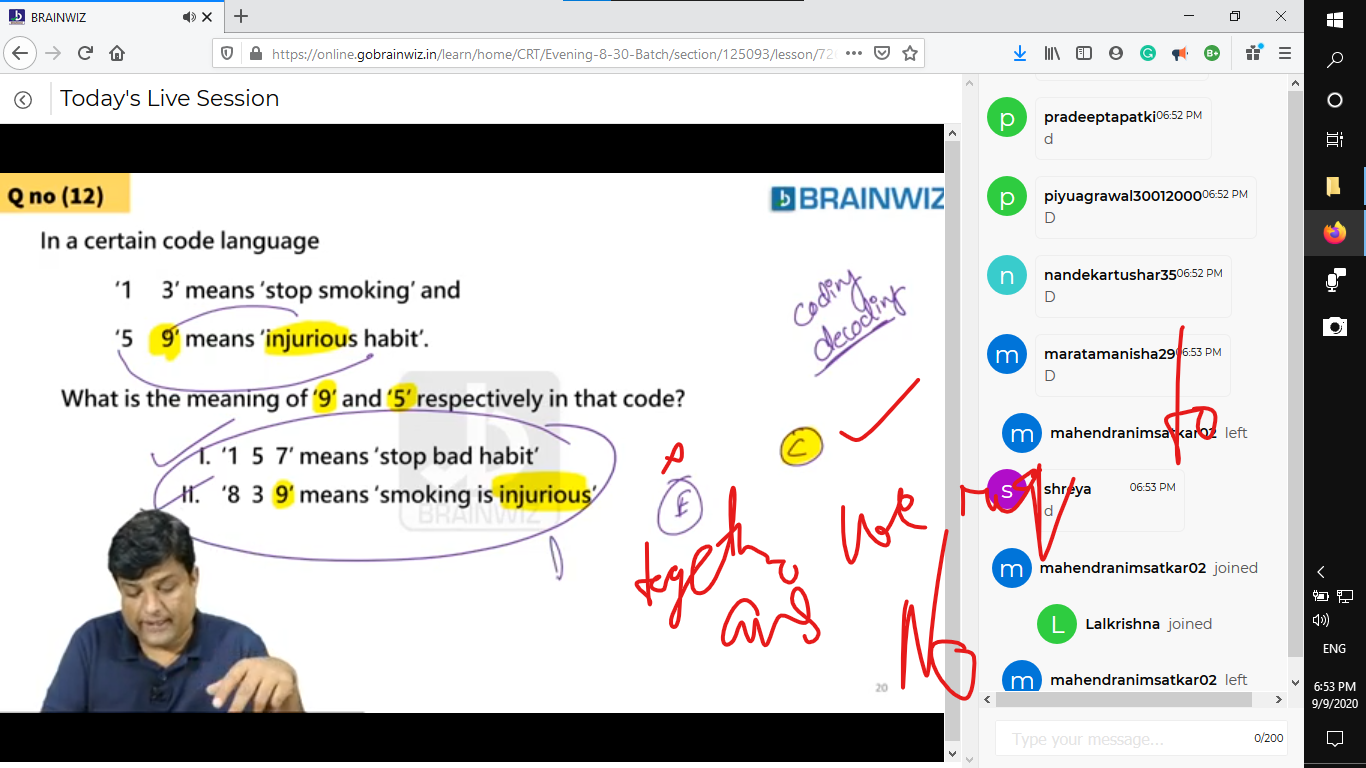 BRAINWIZ
https://online.gobrainwiz.in/learn/home/CRT/Evening-8-30-Batch/section/125093/lesson/72
Today's Live Session
Q no (12)
BRAINWIZ
In a certain code language
'1 3' means 'stop smoking' and
'5 9' means 'injurious habit'.
What is the meaning of '9' and '5' respectively in that code?
I. '1 5 7' means 'stop bad habit'
II. '8 3 9' means 'smoking is injurious'
BRAINWIZ
coding
decoding
C
A
E
D
together
ans
No
to
20
pradeeptapatki 06:52 PM
d
piyuagrawal30012000 06:52 PM
D
nandekartushar35 06:52 PM
D
maratamanisha29 06:53 PM
D
mahendranimsatkar02 left
shreya 06:53 PM
d
mahendranimsatkar02 joined
Lalkrishna joined
mahendranimsatkar02 left
Type your message... 0/200
p
p
n
m
m
s
m
L
m
ENG
6:53 PM
9/9/2020